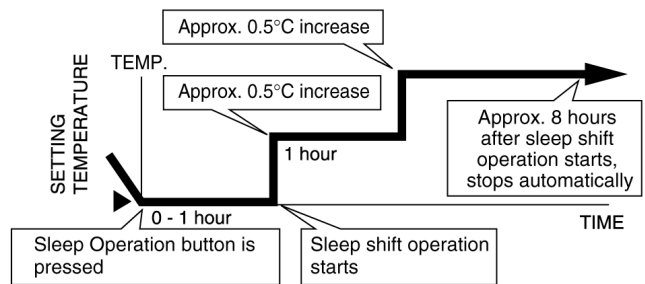 Approx. 0.5°C increase
TEMP.
Approx. 0.5°C increase
SETTING
TEMPERATURE
Approx. 8 hours
after sleep shift
operation starts,
stops automatically
1 hour
0 - 1 hour
TIME
Sleep Operation button is
pressed
Sleep shift operation
starts